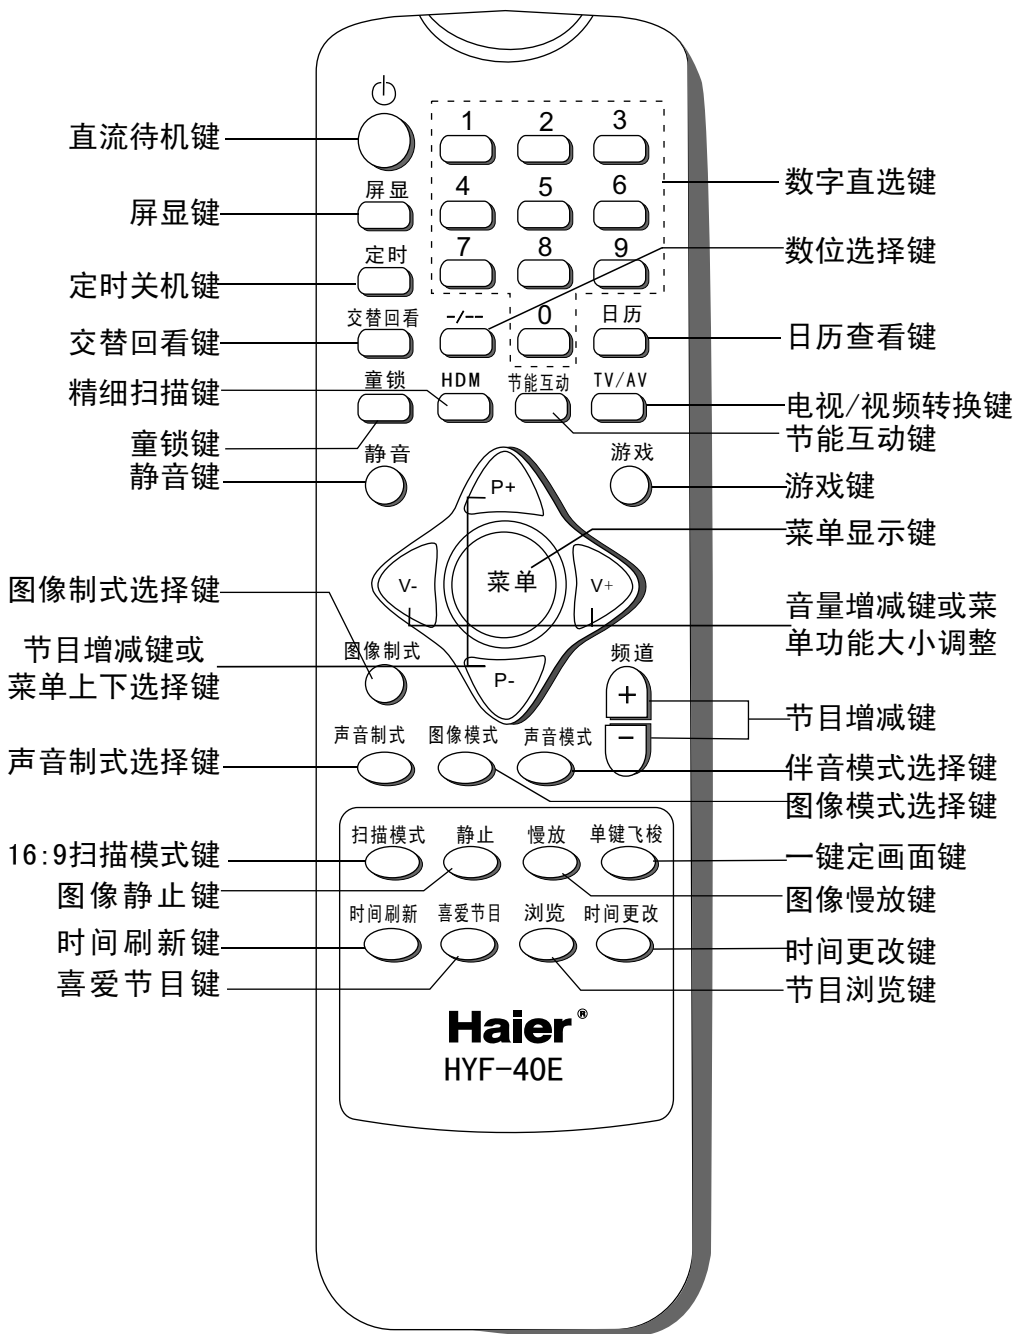 直流待机键
屏显键
定时关机键
交替回看键
精细扫描键
童锁键
静音键
图像制式选择键
节目增减键或
菜单上下选择键
声音制式选择键
16:9扫描模式键
图像静止键
时间刷新键
喜爱节目键
1 2 3
屏显 4 5 6
定时 7 8 9
交替回看 -/-- 0 日历
童锁 HDM 节能互动 TV/AV
静音 游戏
P+
V- 菜单 V+
P-
图像制式 频道
+
-
声音制式 图像模式 声音模式
扫描模式 静止 慢放 单键飞梭
时间刷新 喜爱节目 浏览 时间更改
Haier®
HYF-40E
数字直选键
数位选择键
日历查看键
电视/视频转换键
节能互动键
游戏键
菜单显示键
音量增减键或菜
单功能大小调整
节目增减键
伴音模式选择键
图像模式选择键
一键定画面键
图像慢放键
时间更改键
节目浏览键